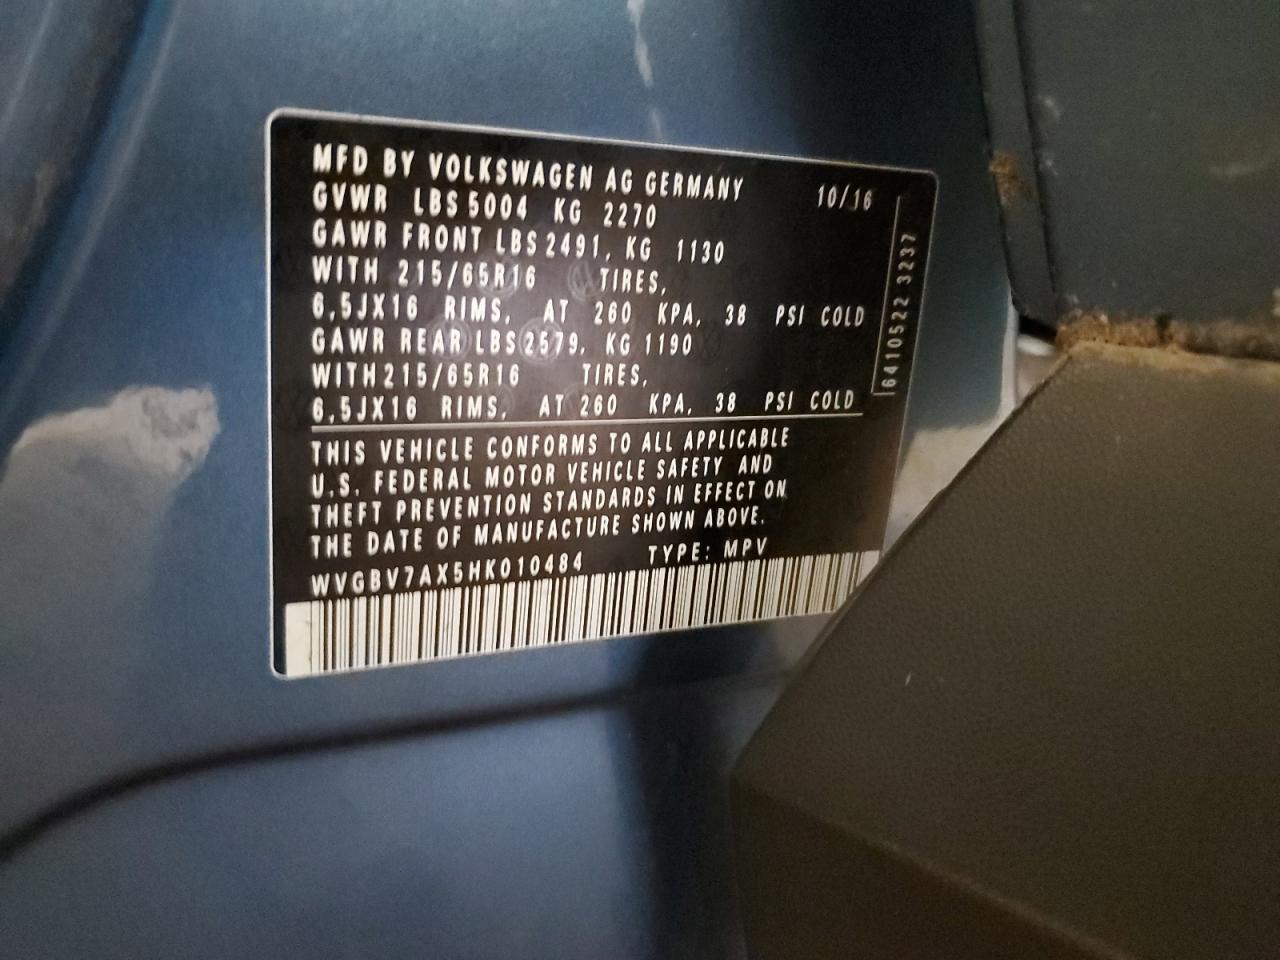 MFD BY VOLKSWAGEN AG GERMANY 10/16
GVWR LBS 5004 KG 2270
GAWR FRONT LBS 2491, KG 1130
WITH 215/65R16 TIRES,
6,5JX16 RIMS, AT 260 KPA, 38 PSI COLD
GAWR REAR LBS 2579, KG 1190
WITH 215/65R16 TIRES,
6,5JX16 RIMS, AT 260 KPA, 38 PSI COLD
6410522 3237
THIS VEHICLE CONFORMS TO ALL APPLICABLE
U.S. FEDERAL MOTOR VEHICLE SAFETY AND
THEFT PREVENTION STANDARDS IN EFFECT ON
THE DATE OF MANUFACTURE SHOWN ABOVE.
WVGBV7AX5HK010484 TYPE: MPV